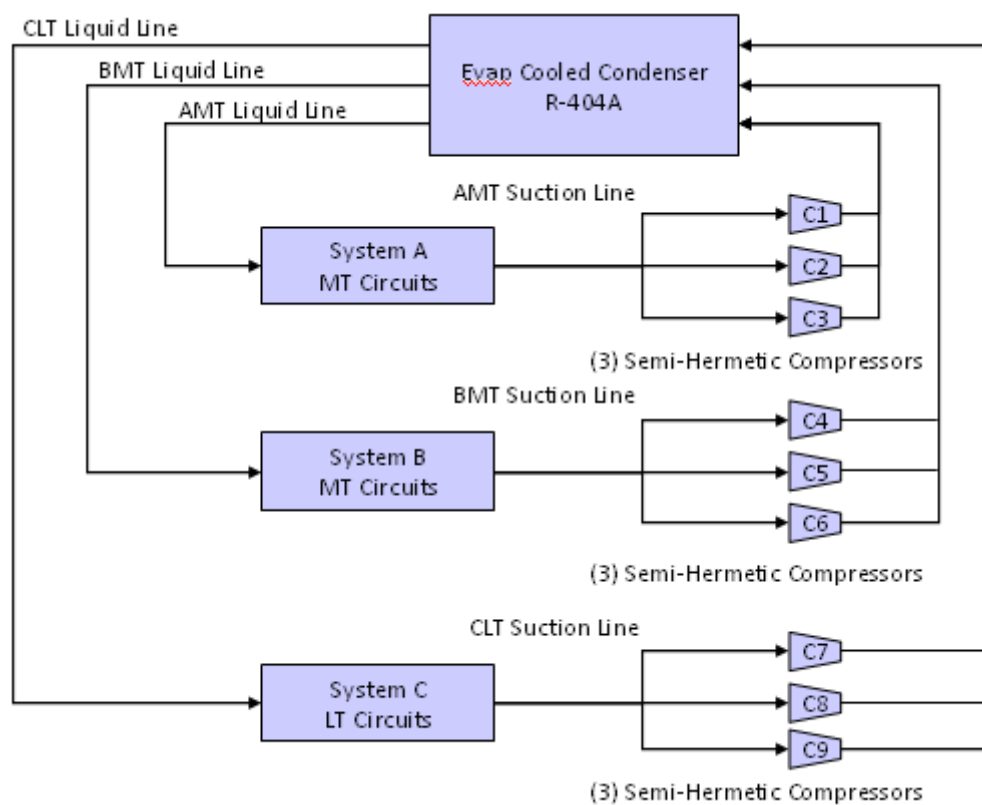 CLT Liquid Line
BMT Liquid Line
AMT Liquid Line
Evap Cooled Condenser
R-404A
AMT Suction Line
System A
MT Circuits
C1
C2
C3
(3) Semi-Hermetic Compressors
BMT Suction Line
System B
MT Circuits
C4
C5
C6
(3) Semi-Hermetic Compressors
CLT Suction Line
System C
LT Circuits
C7
C8
C9
(3) Semi-Hermetic Compressors